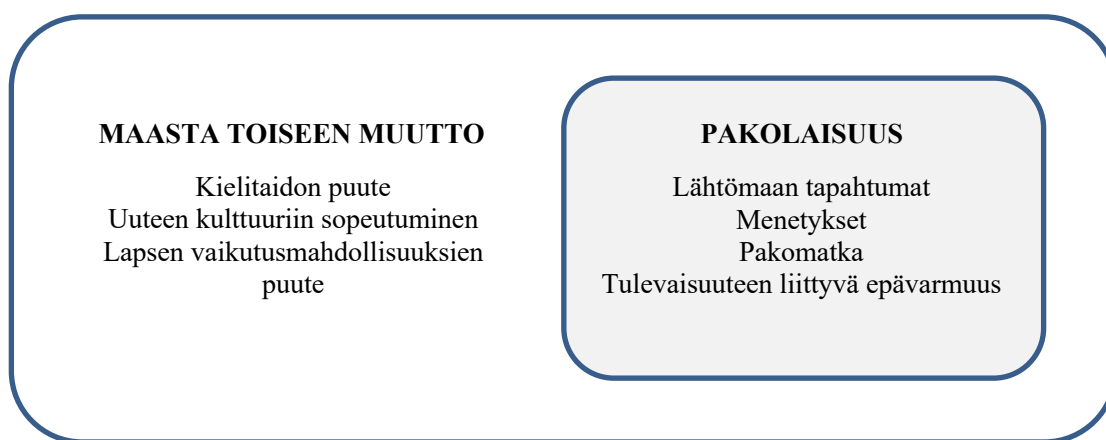 MAASTA TOISEEN MUUTTO
Kielitaidon puute
Uuteen kulttuuriin sopeutuminen
Lapsen vaikutusmahdollisuuksien
puute
PAKOLAISUUS
Lähtömaan tapahtumat
Menetykset
Pakomatka
Tulevaisuuteen liittyvä epävarmuus